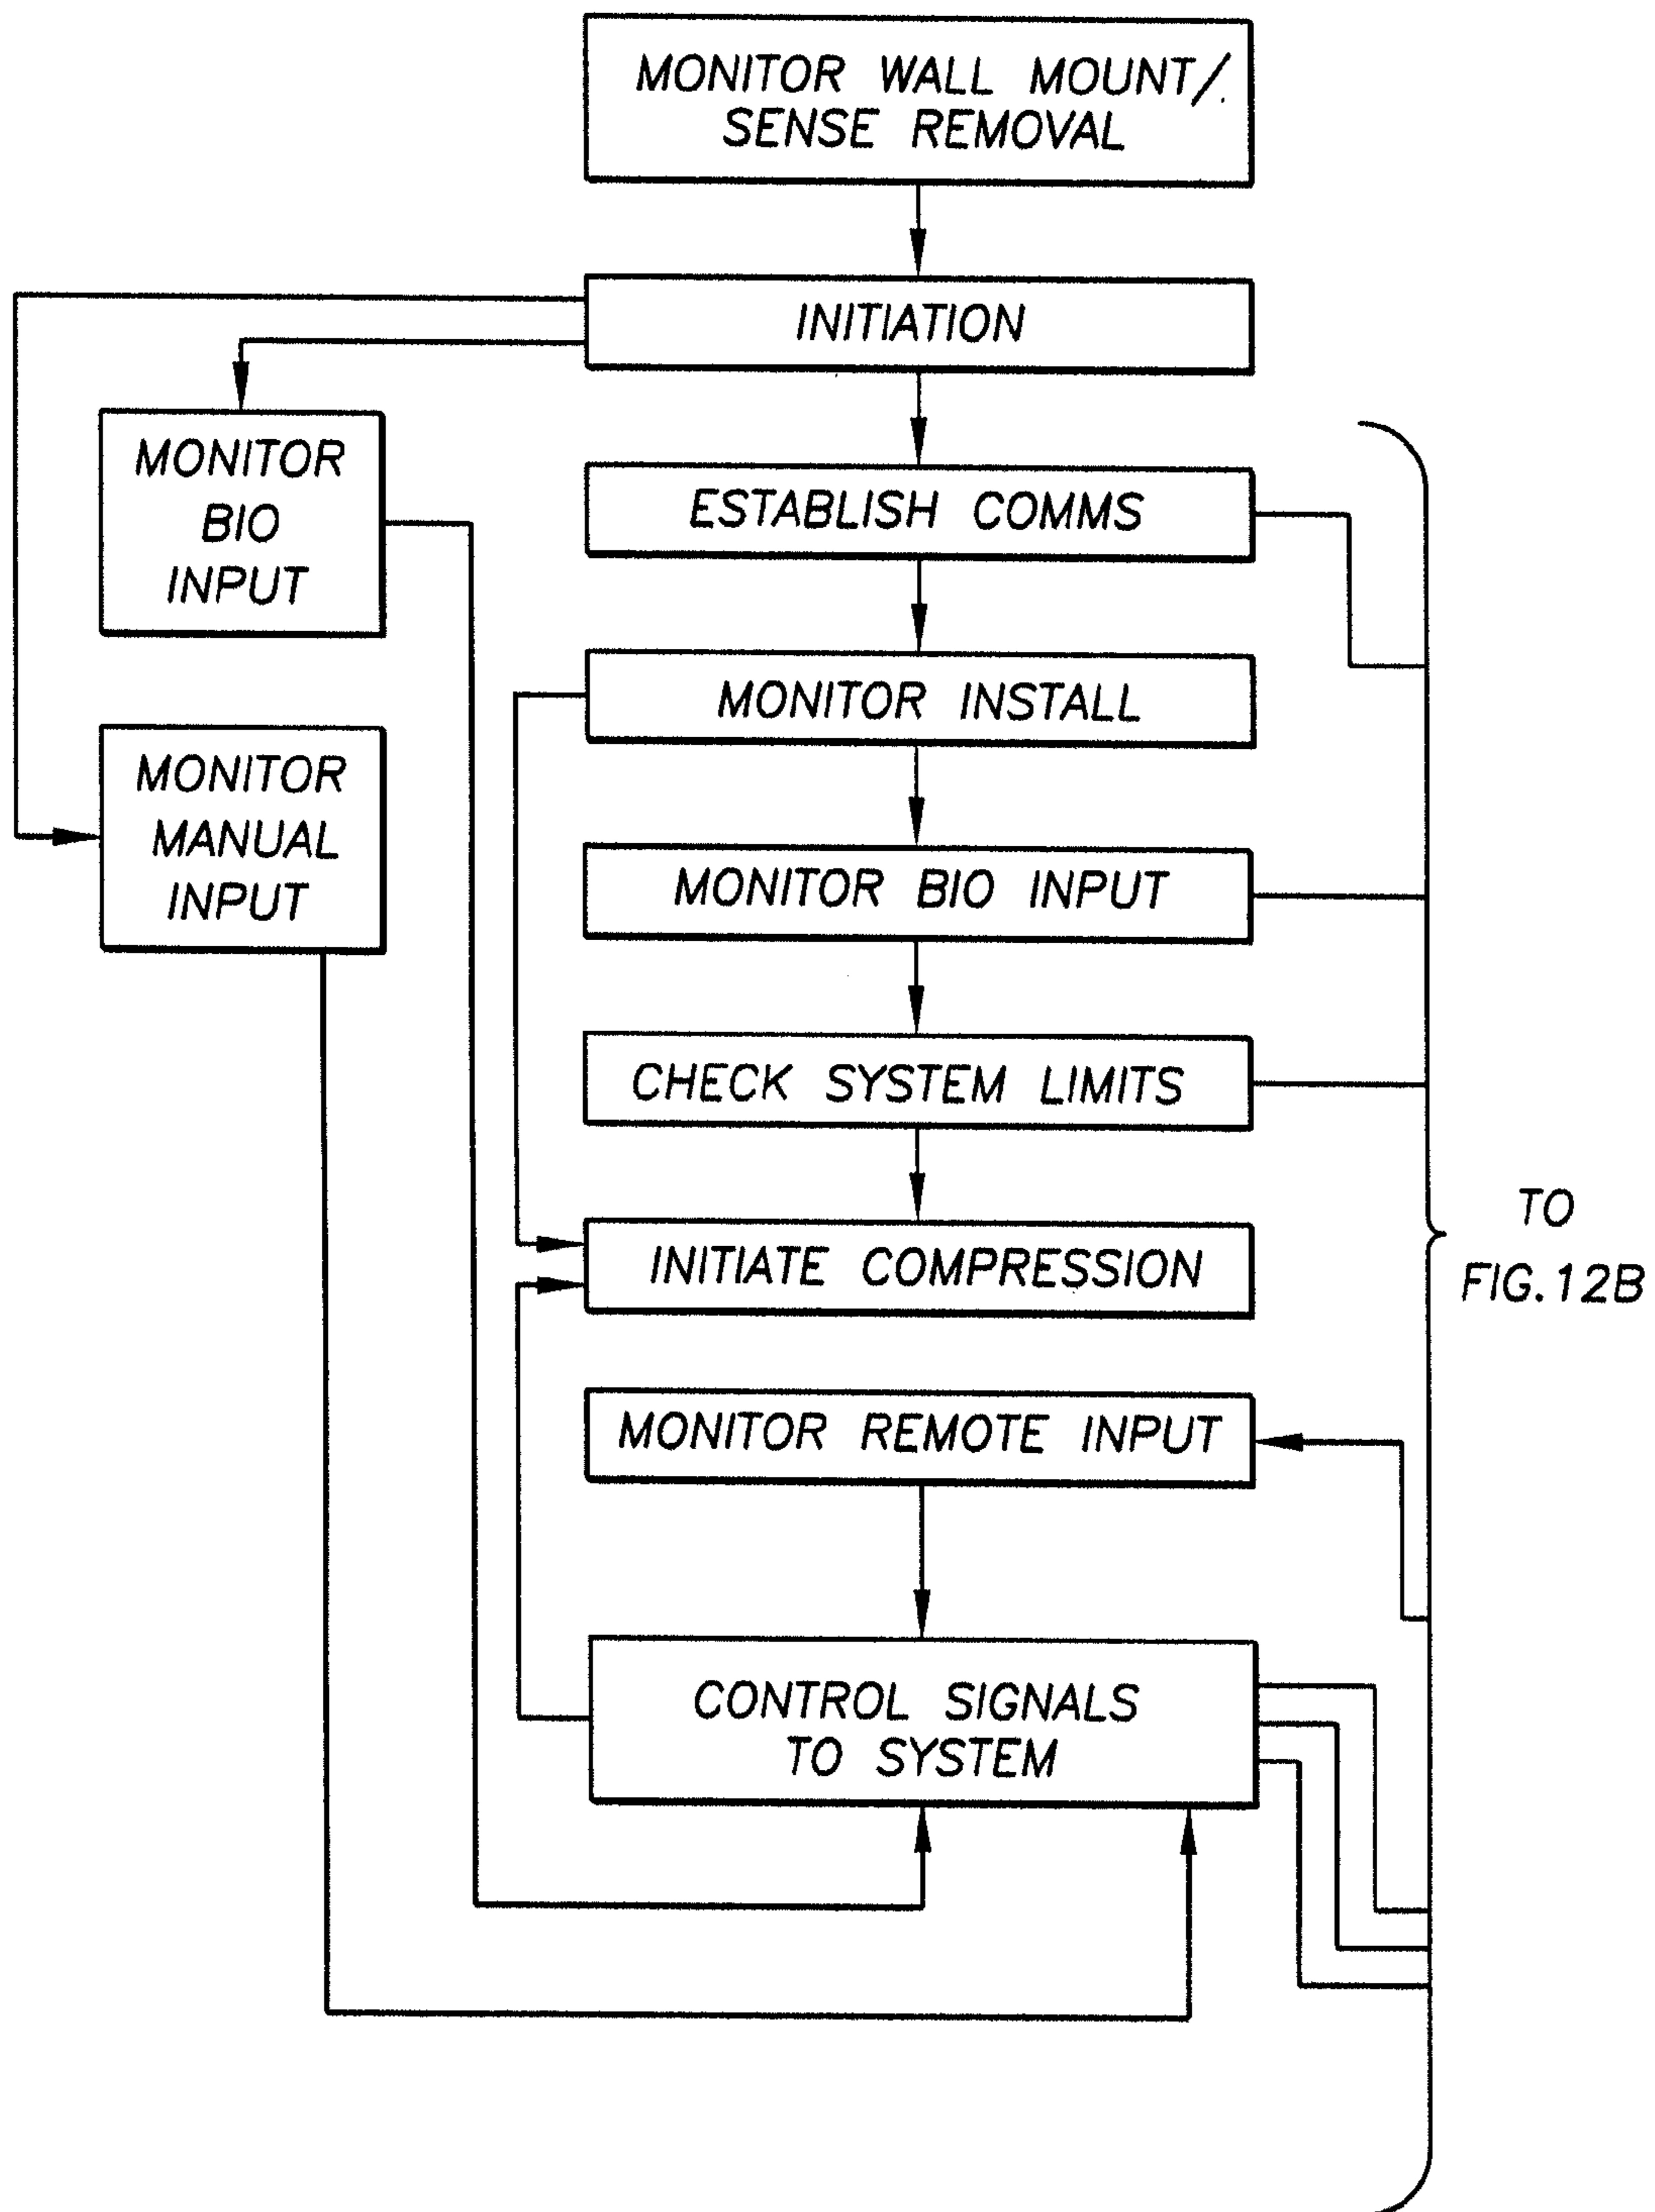 MONITOR WALL MOUNT/
SENSE REMOVAL
INITIATION
MONITOR
BIO
INPUT
ESTABLISH COMMS
MONITOR INSTALL
MONITOR
MANUAL
INPUT
MONITOR BIO INPUT
CHECK SYSTEM LIMITS
INITIATE COMPRESSION
TO
FIG.12B
MONITOR REMOTE INPUT
CONTROL SIGNALS
TO SYSTEM